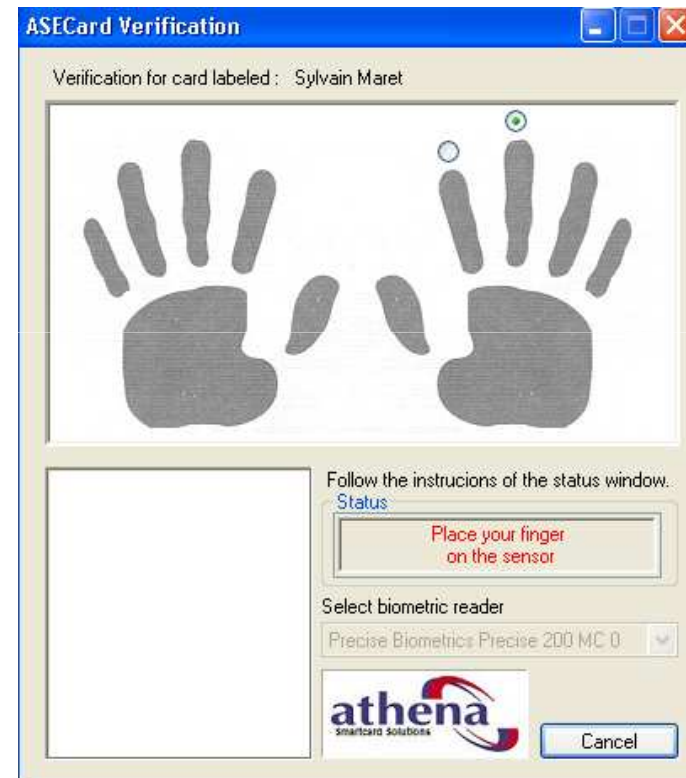 ASECard Verification
Verification for card labeled : Sylvain Maret
Follow the instrucions of the status window.
Status
Place your finger
on the sensor
Select biometric reader
Precise Biometrics Precise 200 MC 0
athena
Smartcard Solutions
Cancel